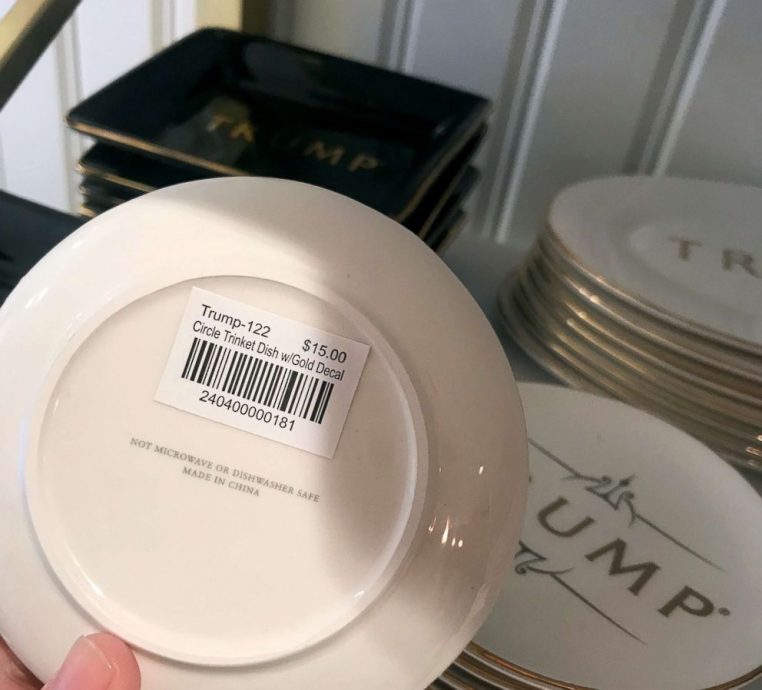 TRUMP
TR
Trump-122
$15.00
Circle Trinket Dish w/Gold Decal
240400000181
NOT MICROWAVE OR DISHWASHER SAFE
MADE IN CHINA
UMP®